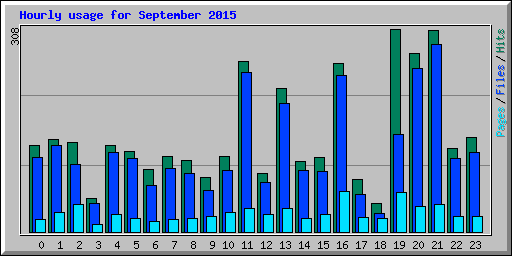 Hourly usage for September 2015
308
Pages/Files/Hits
0 1 2 3 4 5 6 7 8 9 10 11 12 13 14 15 16 17 18 19 20 21 22 23